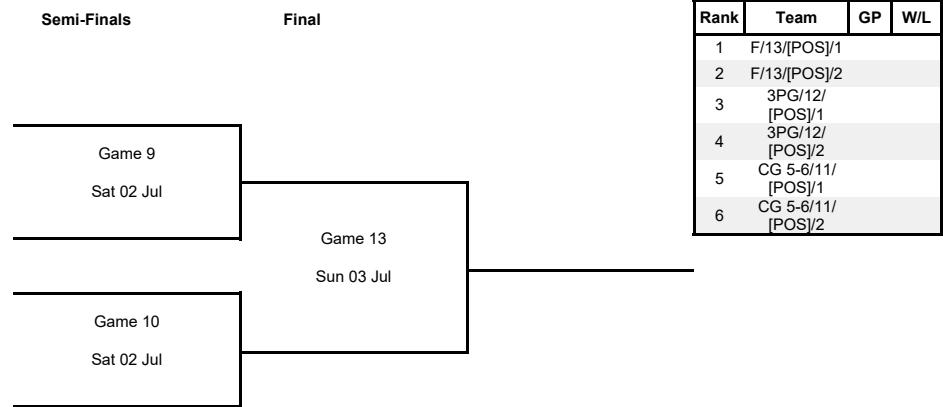 Semi-Finals Final
Game 9
Sat 02 Jul
Game 13
Sun 03 Jul
Game 10
Sat 02 Jul
Rank Team GP W/L
1 F/13/[POS]/1
2 F/13/[POS]/2
3 3PG/12/
[POS]/1
4 3PG/12/
[POS]/2
5 CG 5-6/11/
[POS]/1
6 CG 5-6/11/
[POS]/2